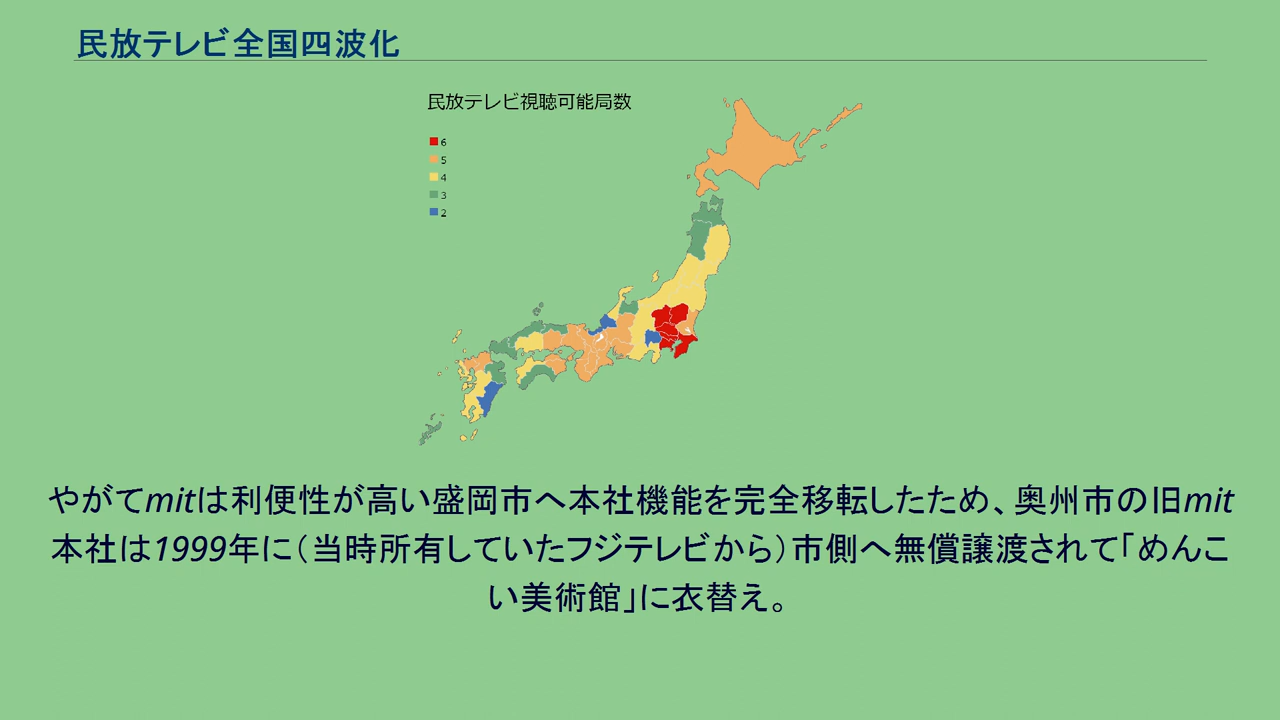 民放テレビ全国四波化
民放テレビ視聴可能局数
6
5
4
3
2
やがてmitは利便性が高い盛岡市へ本社機能を完全移転したため、奥州市の旧mit
本社は1999年に（当時所有していたフジテレビから）市側へ無償譲渡されて「めんこ
い美術館」に衣替え。